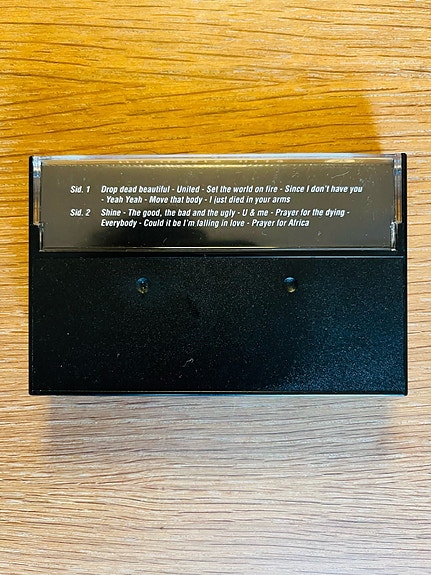 Sid. 1 Drop dead beautiful - United - Set the world on fire - Since I don't have you
- Yeah Yeah - Move that body - I just died in your arms
Sid. 2 Shine - The good, the bad and the ugly - U & me - Prayer for the dying -
Everybody - Could it be I'm falling in love - Prayer for Africa